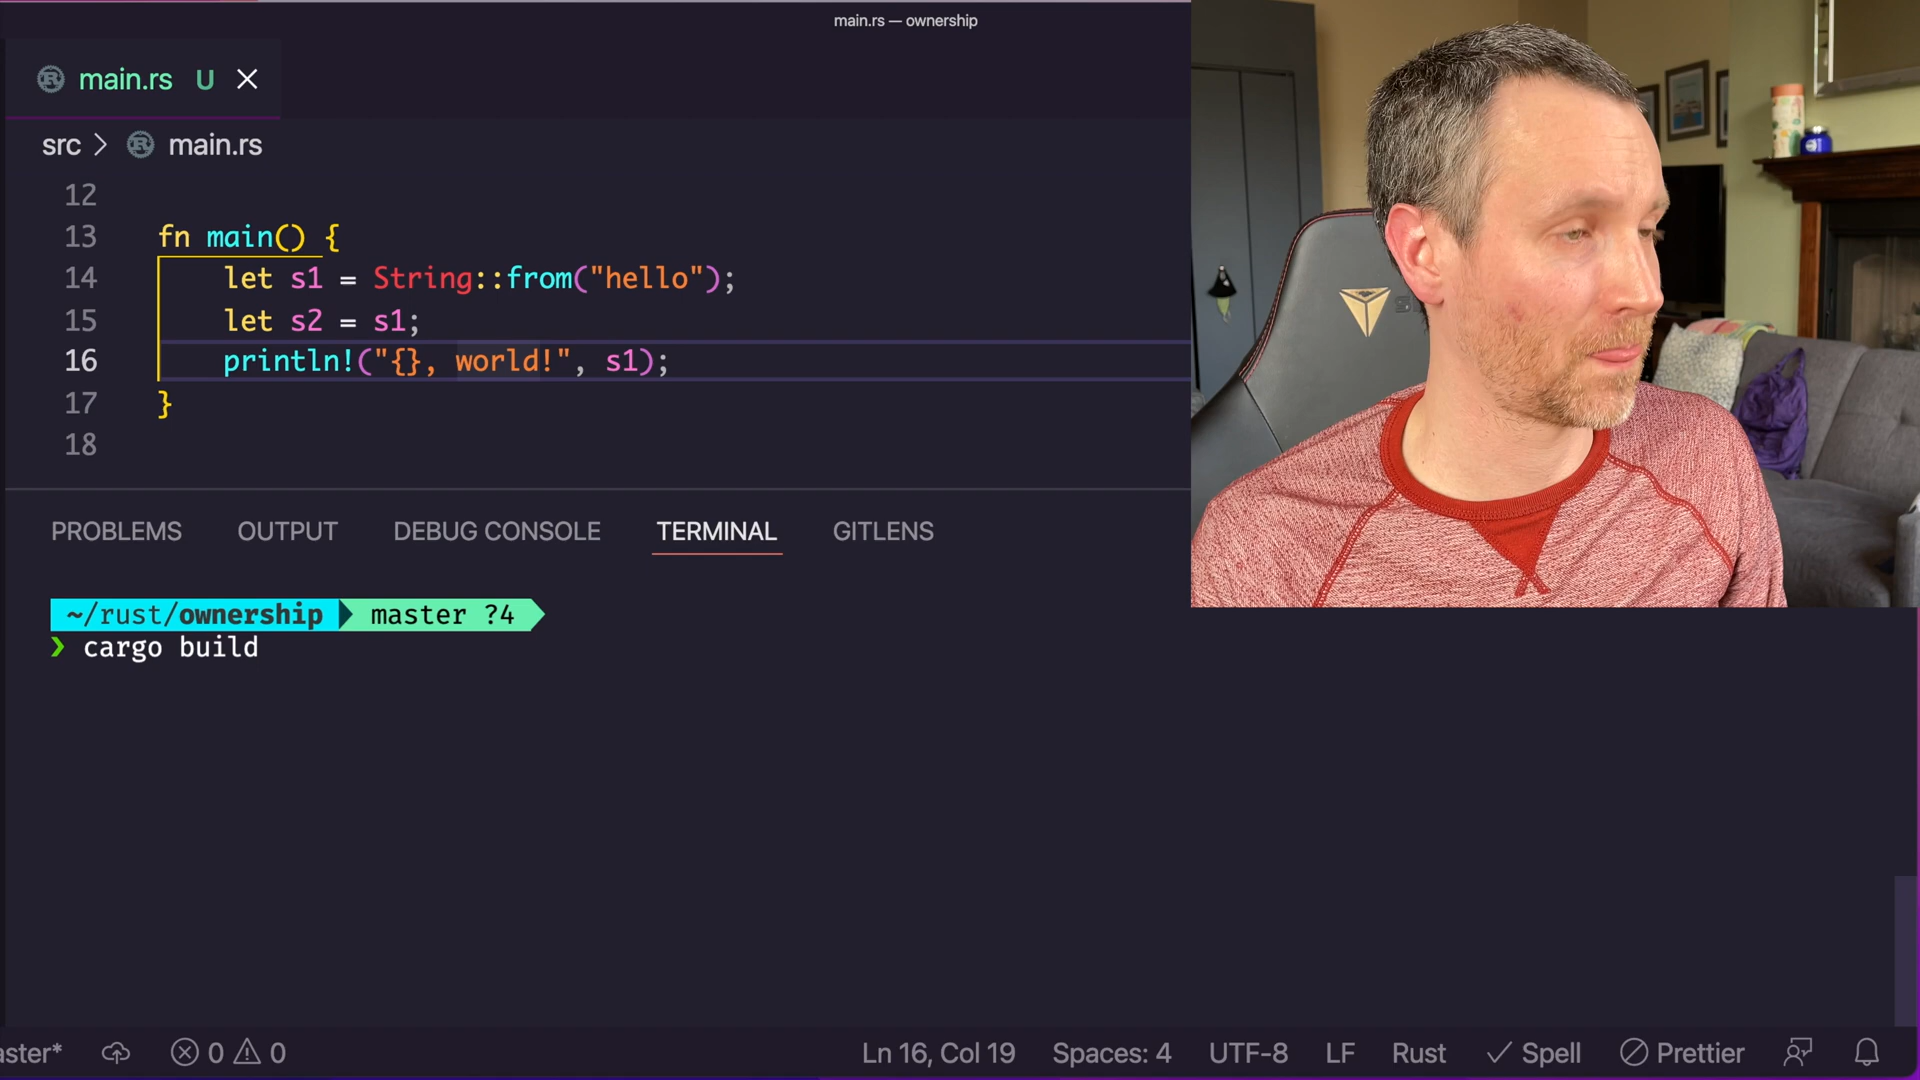 main.rs — ownership
main.rs U
src > main.rs
12
13 fn main() {
14 let s1 = String::from("hello");
15 let s2 = s1;
16 println!("{}, world!", s1);
17 }
18
PROBLEMS OUTPUT DEBUG CONSOLE TERMINAL GITLENS
~/rust/ownership master ?4
❯ cargo build
aster* 0 0 Ln 16, Col 19 Spaces: 4 UTF-8 LF Rust Spell Prettier